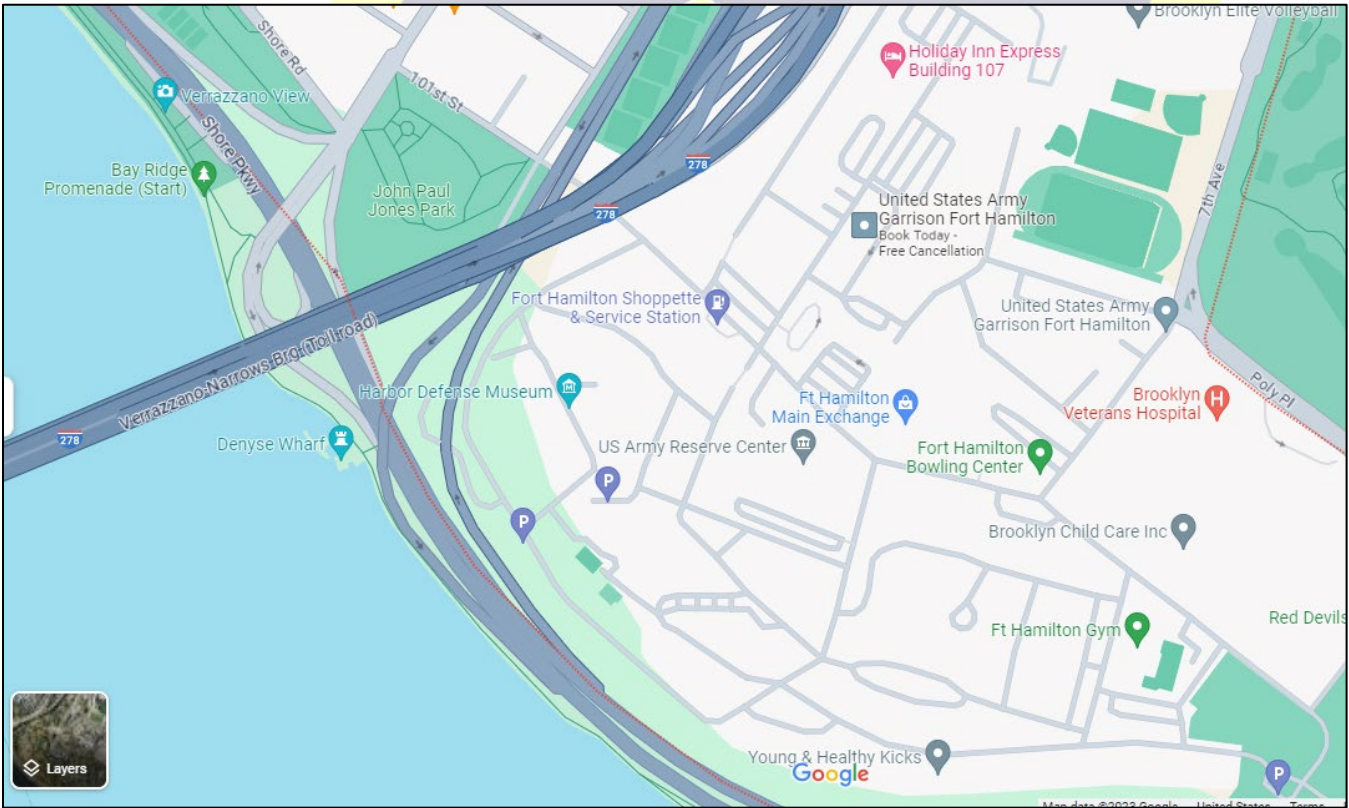 Brooklyn Elite Volleyball
Shore Rd
Holiday Inn Express
Building 107
101st St
Verrazzano View
Shore Pkwy
278
Bay Ridge
Promenade (Start)
John Paul
Jones Park
7th Ave
United States Army
Garrison Fort Hamilton
Book Today -
Free Cancellation
278
Fort Hamilton Shoppette
& Service Station
United States Army
Garrison Fort Hamilton
Verrazzano-Narrows Brg (Toll road)
Harbor Defense Museum
M
Poly Pl
Ft Hamilton
Main Exchange
Brooklyn
Veterans Hospital
H
278
Denyse Wharf
US Army Reserve Center
Fort Hamilton
Bowling Center
P
P
Brooklyn Child Care Inc
Red Devils
Ft Hamilton Gym
Young & Healthy Kicks
Google
Layers
P
Map data ©2023 Google United States Terms